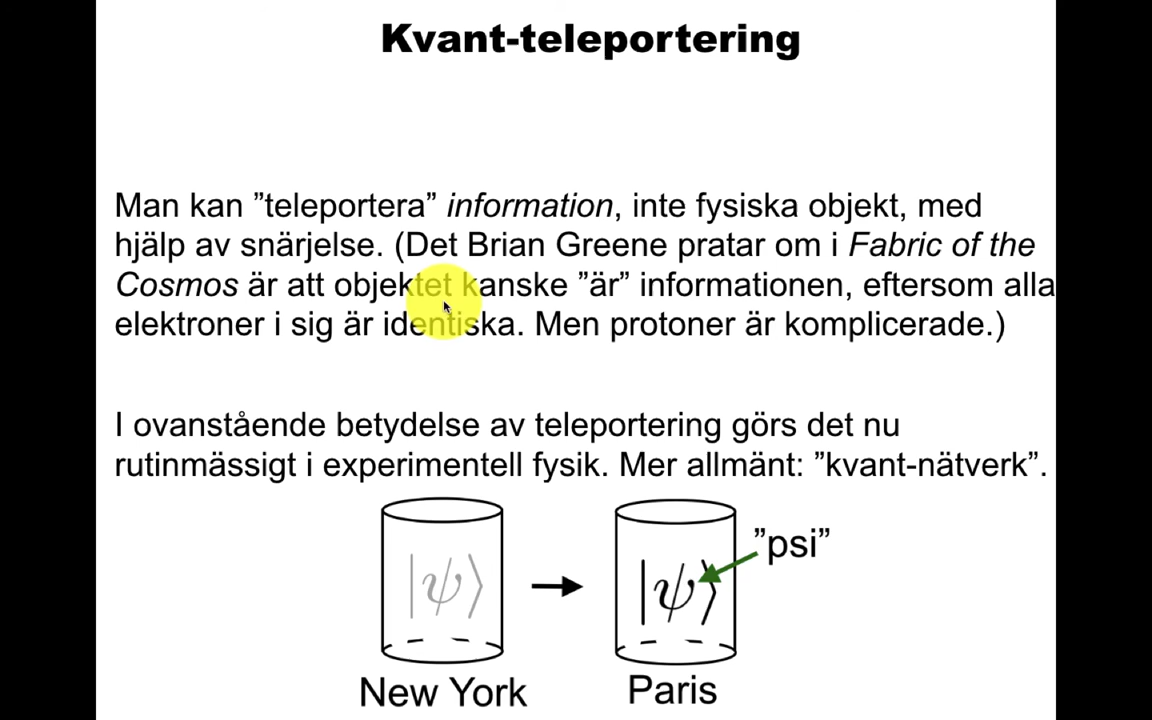 Kvant-teleportering
Man kan ”teleportera” information, inte fysiska objekt, med
hjälp av snärjelse. (Det Brian Greene pratar om i Fabric of the
Cosmos är att objektet kanske ”är” informationen, eftersom alla
elektroner i sig är identiska. Men protoner är komplicerade.)
I ovanstående betydelse av teleportering görs det nu
rutinmässigt i experimentell fysik. Mer allmänt: ”kvant-nätverk”.
”psi”
|ψ⟩ → |ψ⟩
New York Paris